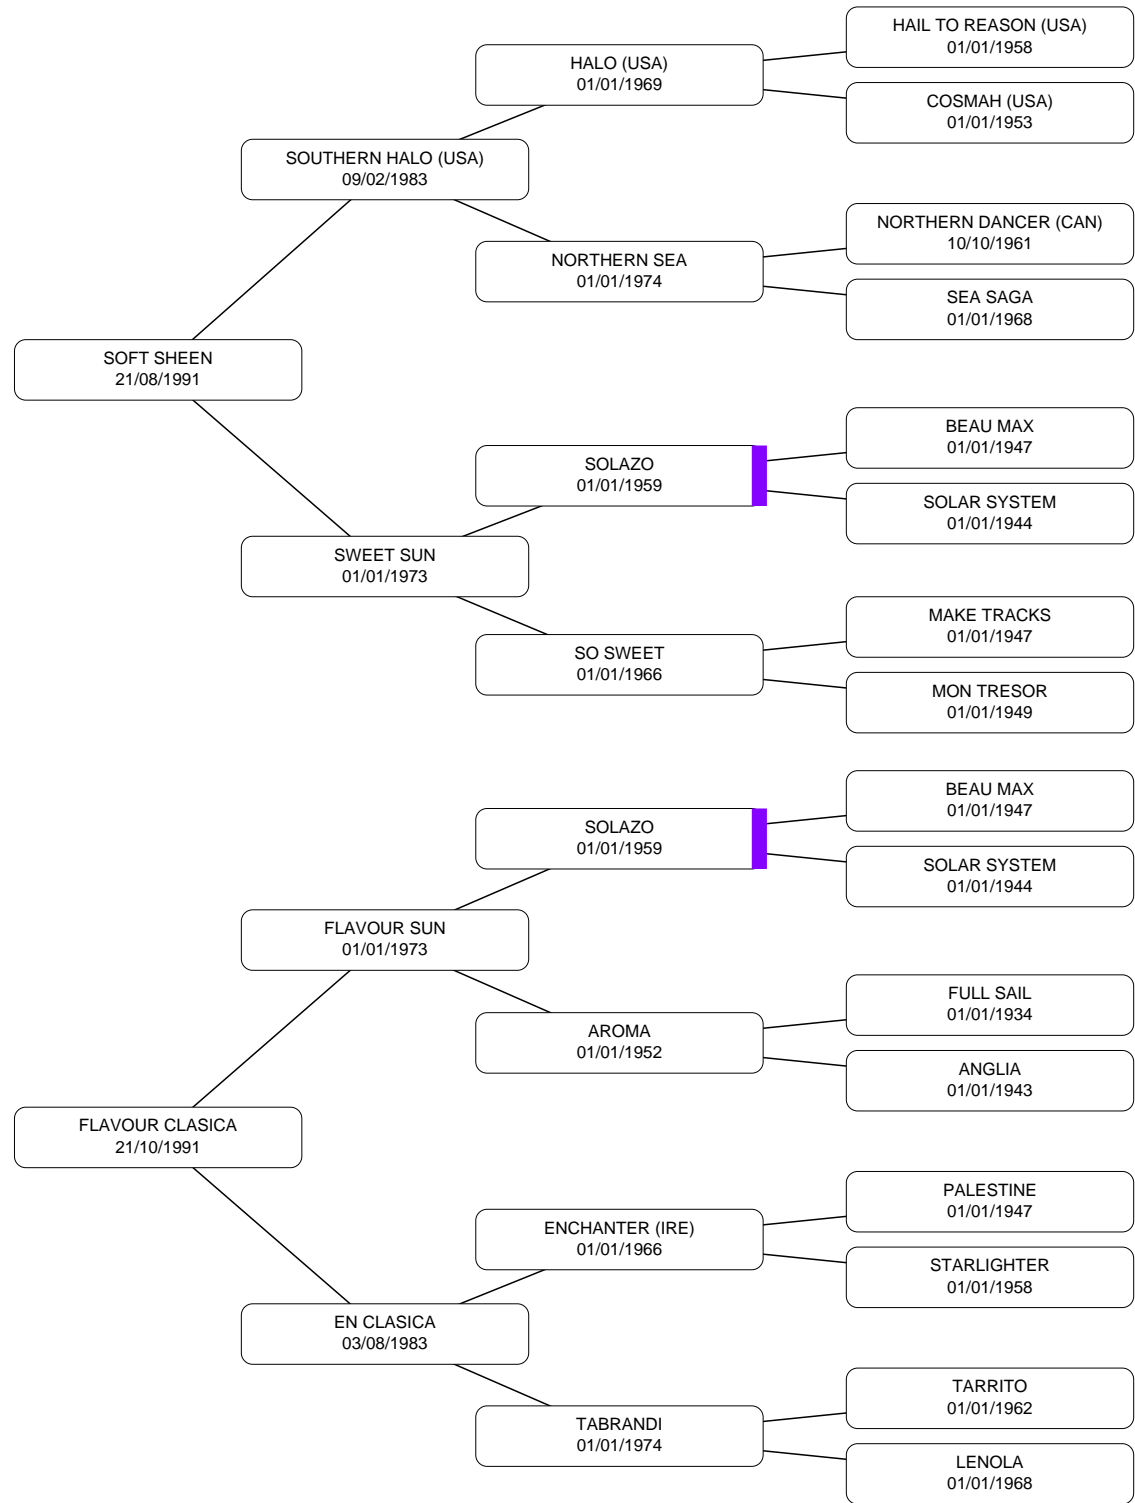 HAIL TO REASON (USA)
01/01/1958
HALO (USA)
01/01/1969
COSMAH (USA)
01/01/1953
SOUTHERN HALO (USA)
09/02/1983
NORTHERN DANCER (CAN)
10/10/1961
NORTHERN SEA
01/01/1974
SEA SAGA
01/01/1968
SOFT SHEEN
21/08/1991
BEAU MAX
01/01/1947
SOLAZO
01/01/1959
SOLAR SYSTEM
01/01/1944
SWEET SUN
01/01/1973
MAKE TRACKS
01/01/1947
SO SWEET
01/01/1966
MON TRESOR
01/01/1949
BEAU MAX
01/01/1947
SOLAZO
01/01/1959
SOLAR SYSTEM
01/01/1944
FLAVOUR SUN
01/01/1973
FULL SAIL
01/01/1934
AROMA
01/01/1952
ANGLIA
01/01/1943
FLAVOUR CLASICA
21/10/1991
PALESTINE
01/01/1947
ENCHANTER (IRE)
01/01/1966
STARLIGHTER
01/01/1958
EN CLASICA
03/08/1983
TARRITO
01/01/1962
TABRANDI
01/01/1974
LENOLA
01/01/1968